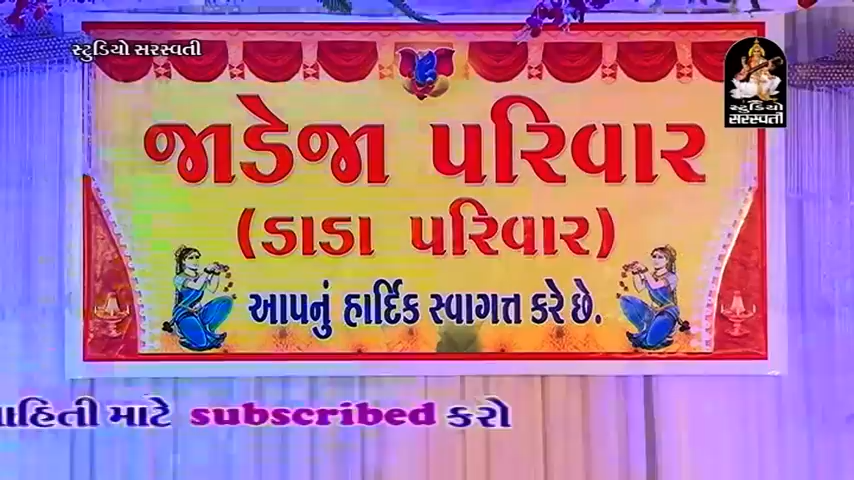 સ્ટુડિયો સરસ્વતી
સ્ટુડિયો
સરસ્વતી
જાડેજા પરિવાર
(ડાડા પરિવાર)
આપનું હાર્દિક સ્વાગત કરે છે.
માહિતી માટે subscribed કરો